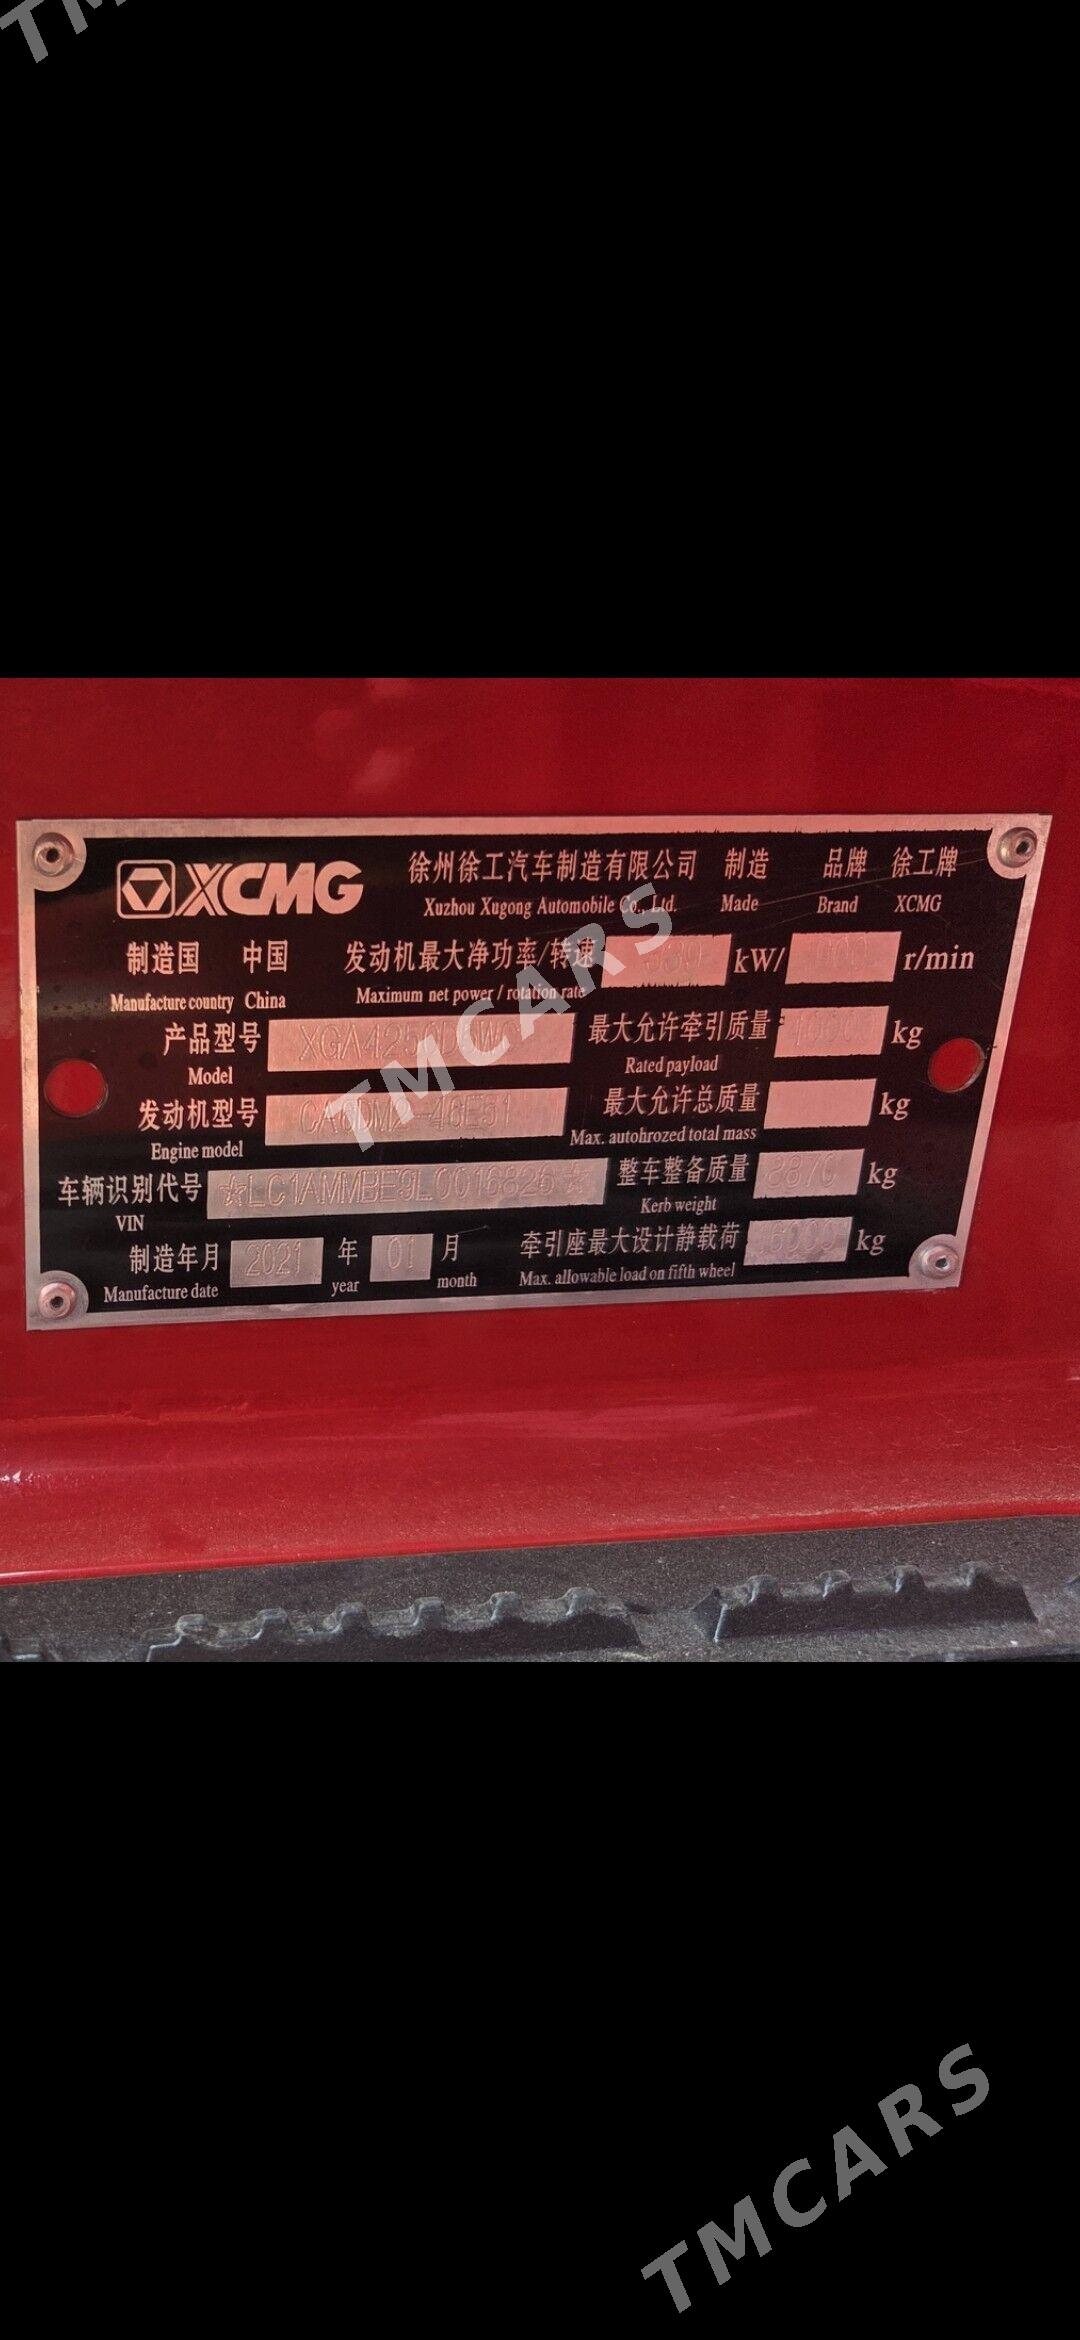 TM
XCMG 徐州徐工汽车制造有限公司 制造 品牌 徐工牌
Xuzhou Xugong Automobile Co., Ltd. Made Brand XCMG
制造国 中国 发动机最大净功率/转速 kW/ r/min
Manufacture country China Maximum net power / rotation rate
产品型号 最大允许牵引质量 kg
Model Rated payload
发动机型号 最大允许总质量 kg
Engine model Max. autohrozed total mass
车辆识别代号 ☆LC1AMMBE9L0016826☆ 整车整备质量 8870 kg
VIN Kerb weight
制造年月 2021 年 01 月 牵引座最大设计静载荷 kg
Manufacture date year month Max. allowable load on fifth wheel
TMCARS
TMCARS